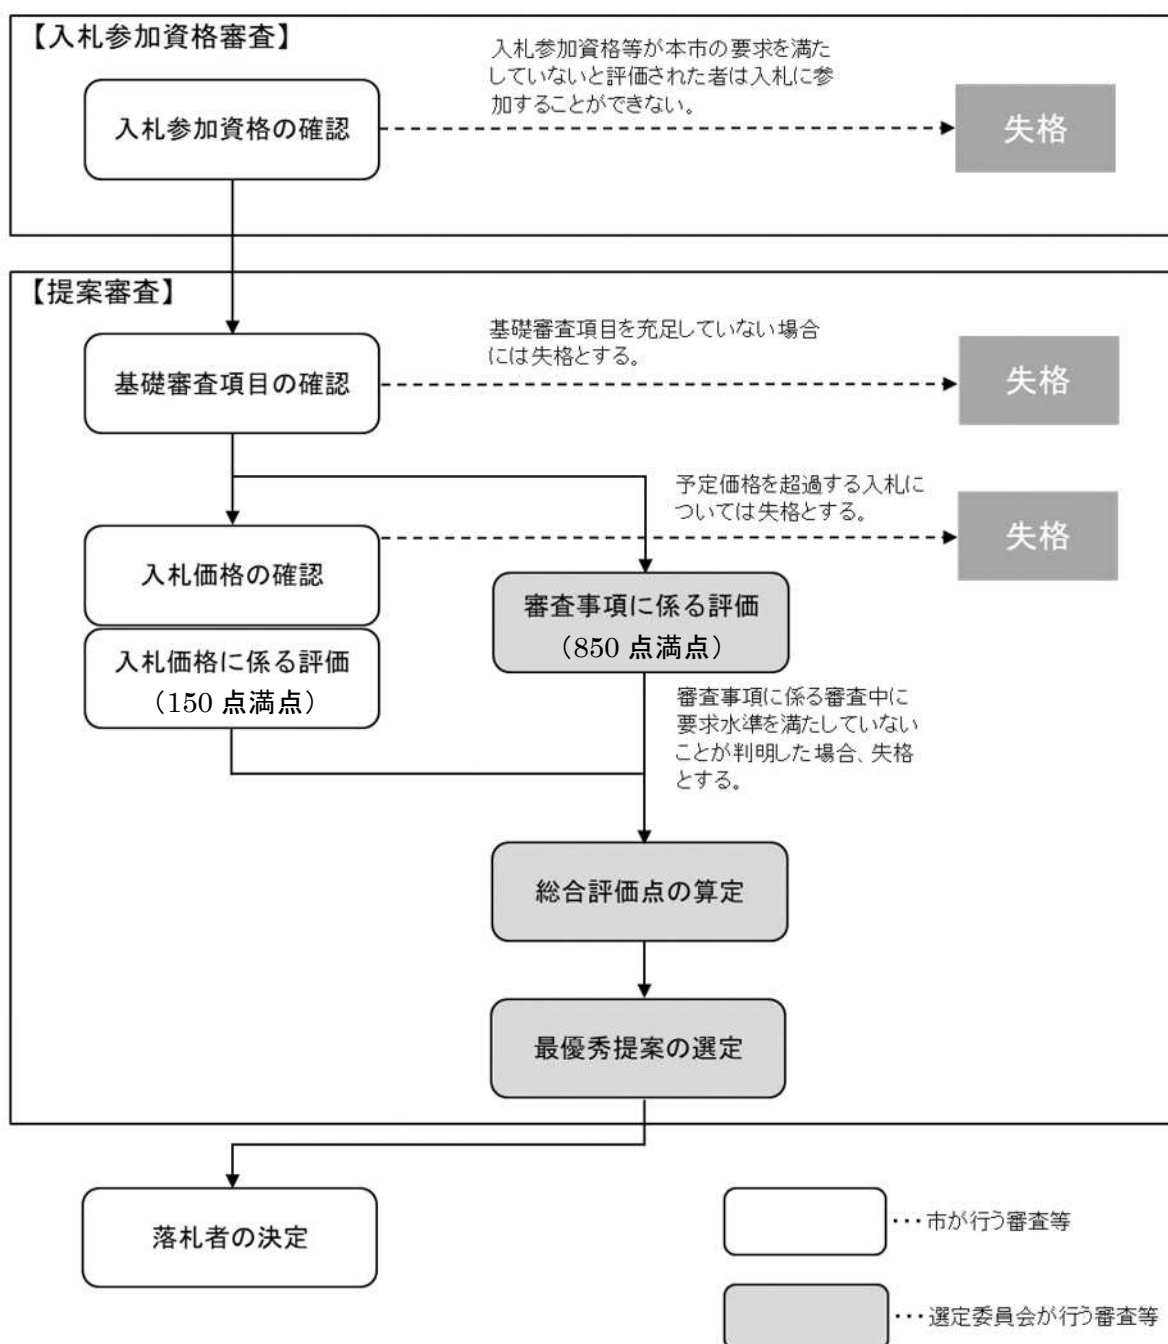 【入札参加資格審査】
入札参加資格等が本市の要求を満た
していないと評価された者は入札に参
加することができない。
入札参加資格の確認
失格
【提案審査】
基礎審査項目を充足していない場合
には失格とする。
基礎審査項目の確認
失格
予定価格を超過する入札に
ついては失格とする。
失格
入札価格の確認
審査事項に係る評価
（850 点満点）
入札価格に係る評価
（150 点満点）
審査事項に係る審査中に
要求水準を満たしていない
ことが判明した場合、失格
とする。
総合評価点の算定
最優秀提案の選定
落札者の決定
・・・市が行う審査等
・・・選定委員会が行う審査等